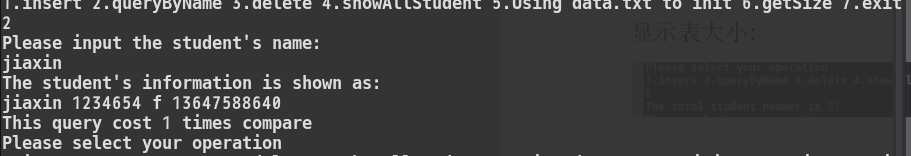 1.insert 2.queryByName 3.delete 4.showAllStudent 5.Using data.txt to init 6.getSize 7.exit
2
Please input the student's name:
jiaxin
The student's information is shown as:
jiaxin 1234654 f 13647588640
This query cost 1 times compare
Please select your operation
显示表大小:
Please select your operation
1.insert 2.queryByName 3.delete 4.show
6
The total student number is